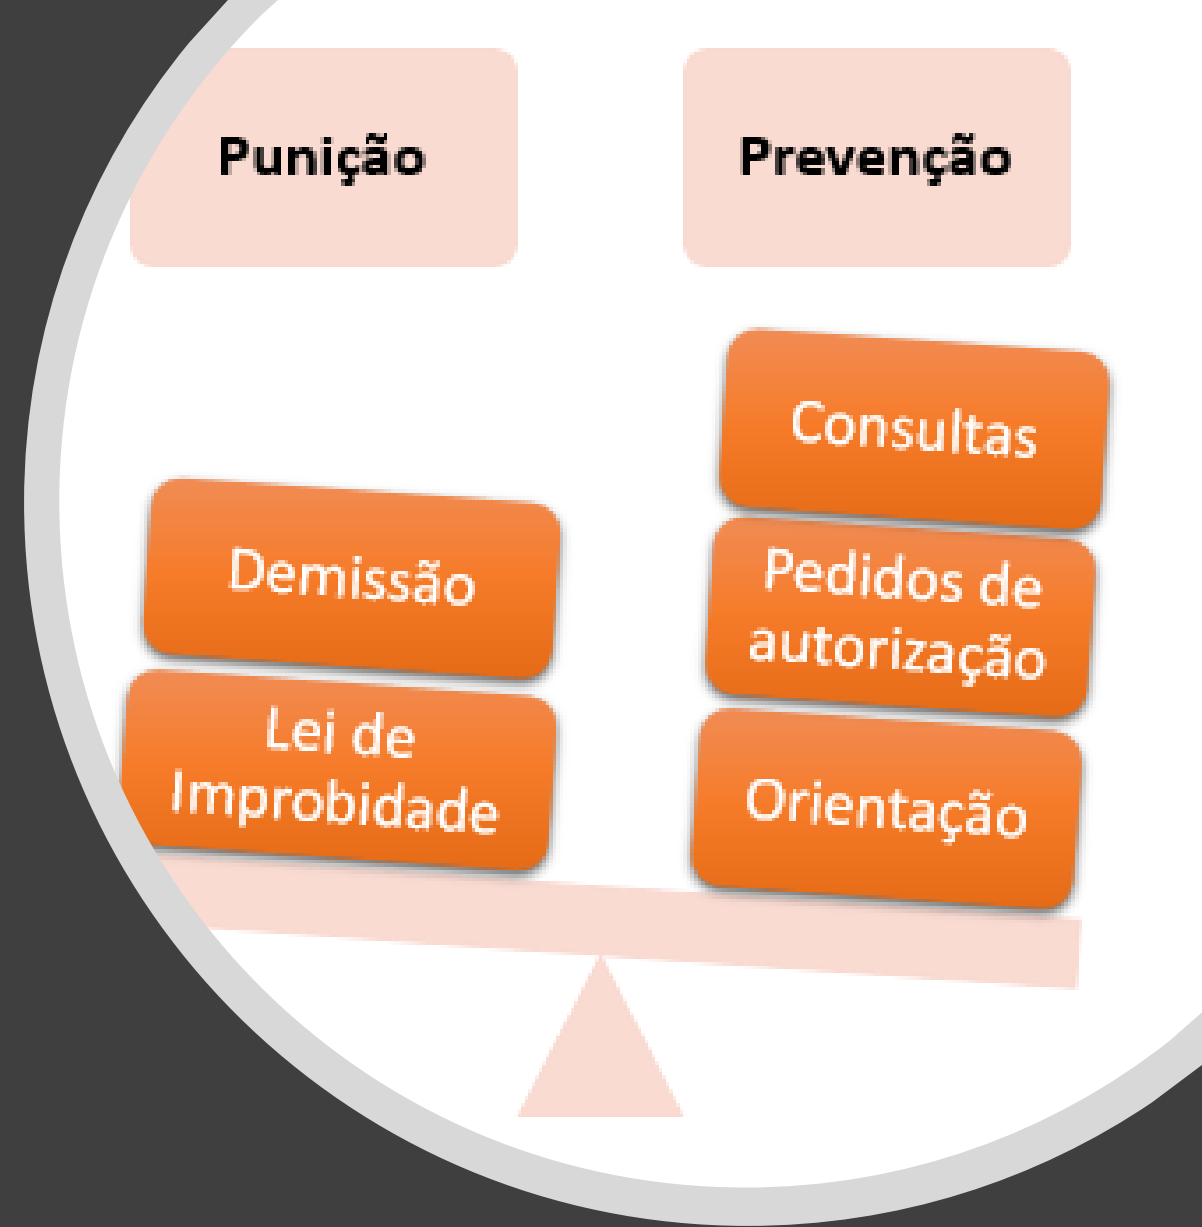 Punição
Prevenção
Demissão
Lei de
Improbidade
Consultas
Pedidos de
autorização
Orientação